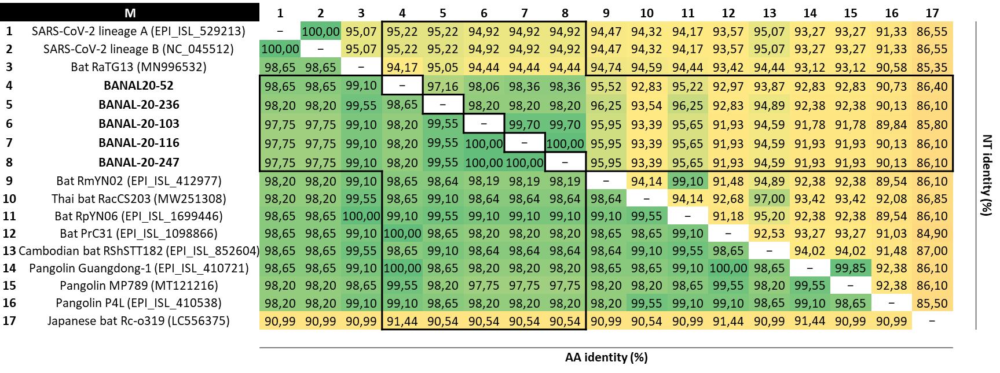 M 1 2 3 4 5 6 7 8 9 10 11 12 13 14 15 16 17
1 SARS-CoV-2 lineage A (EPI_ISL_529213) – 100,00 95,07 95,22 95,22 94,92 94,92 94,92 94,47 94,32 94,17 93,57 95,07 93,27 93,27 91,33 86,55
2 SARS-CoV-2 lineage B (NC_045512) 100,00 – 95,07 95,22 95,22 94,92 94,92 94,92 94,47 94,32 94,17 93,57 95,07 93,27 93,27 91,33 86,55
3 Bat RaTG13 (MN996532) 98,65 98,65 – 94,17 95,05 94,44 94,44 94,44 94,74 94,59 94,44 93,42 94,44 93,12 93,12 90,58 85,35
4 BANAL20-52 98,65 98,65 99,10 – 97,16 98,06 98,36 98,36 95,52 92,83 95,22 92,97 93,87 92,83 92,83 90,73 86,40
5 BANAL-20-236 98,20 98,20 99,55 98,65 – 98,20 98,20 98,20 96,25 93,54 96,25 92,83 94,89 92,38 92,38 90,13 86,10
6 BANAL-20-103 97,75 97,75 99,10 98,20 99,55 – 99,70 99,70 95,95 93,39 95,65 91,93 94,59 91,78 91,78 89,84 85,80
7 BANAL-20-116 97,75 97,75 99,10 98,20 99,55 100,00 – 100,00 95,95 93,39 95,65 91,93 94,59 91,93 91,93 90,13 86,10
8 BANAL-20-247 97,75 97,75 99,10 98,20 99,55 100,00 100,00 – 95,95 93,39 95,65 91,93 94,59 91,93 91,93 90,13 86,10
9 Bat RmYN02 (EPI_ISL_412977) 98,20 98,20 99,10 98,65 98,64 98,19 98,19 98,19 – 94,14 99,10 91,48 94,89 92,38 92,38 89,54 86,10
10 Thai bat RacCS203 (MW251308) 98,20 98,20 99,55 98,65 99,10 98,64 98,64 98,64 98,64 – 94,14 92,68 97,00 93,42 93,42 92,08 86,85
11 Bat RpYN06 (EPI_ISL_1699446) 98,65 98,65 100,00 99,10 99,55 99,10 99,10 99,10 99,10 99,55 – 91,18 95,20 92,38 92,38 89,54 86,10
12 Bat PrC31 (EPI_ISL_1098866) 98,65 98,65 99,10 100,00 98,65 98,20 98,20 98,20 98,65 98,65 99,10 – 92,53 93,27 93,27 91,03 84,90
13 Cambodian bat RShSTT182 (EPI_ISL_852604) 98,65 98,65 99,55 98,65 99,10 98,64 98,64 98,64 98,64 99,10 99,55 98,65 – 94,02 94,02 91,48 87,00
14 Pangolin Guangdong-1 (EPI_ISL_410721) 98,65 98,65 99,10 100,00 98,65 98,20 98,20 98,20 98,65 98,65 99,10 100,00 98,65 – 99,85 92,38 86,10
15 Pangolin MP789 (MT121216) 98,20 98,20 98,65 99,55 98,20 97,75 97,75 97,75 98,20 98,20 98,65 99,55 98,20 99,55 – 92,38 86,10
16 Pangolin P4L (EPI_ISL_410538) 98,20 98,20 99,10 99,10 98,65 98,20 98,20 98,20 98,20 99,55 99,10 99,10 98,65 99,10 98,65 – 85,50
17 Japanese bat Rc-o319 (LC556375) 90,99 90,99 90,99 91,44 90,54 90,54 90,54 90,54 90,99 90,54 90,99 91,44 90,99 91,44 90,99 90,99 –
NT identity (%)
AA identity (%)